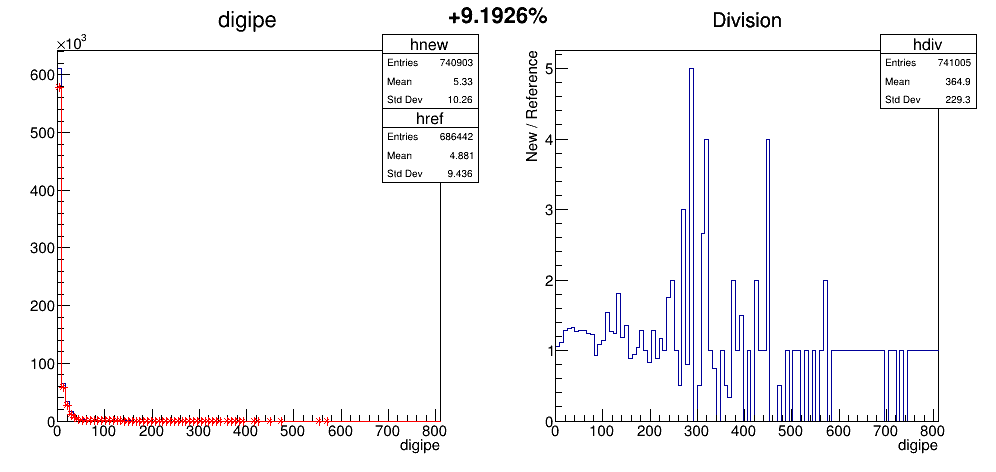 +9.1926%
digipe
×10³
600
500
400
300
200
100
0
0 100 200 300 400 500 600 700 800
digipe
hnew
Entries 740903
Mean 5.33
Std Dev 10.26
href
Entries 686442
Mean 4.881
Std Dev 9.436
Division
New / Reference
5
4
3
2
1
0
0 100 200 300 400 500 600 700 800
digipe
hdiv
Entries 741005
Mean 364.9
Std Dev 229.3